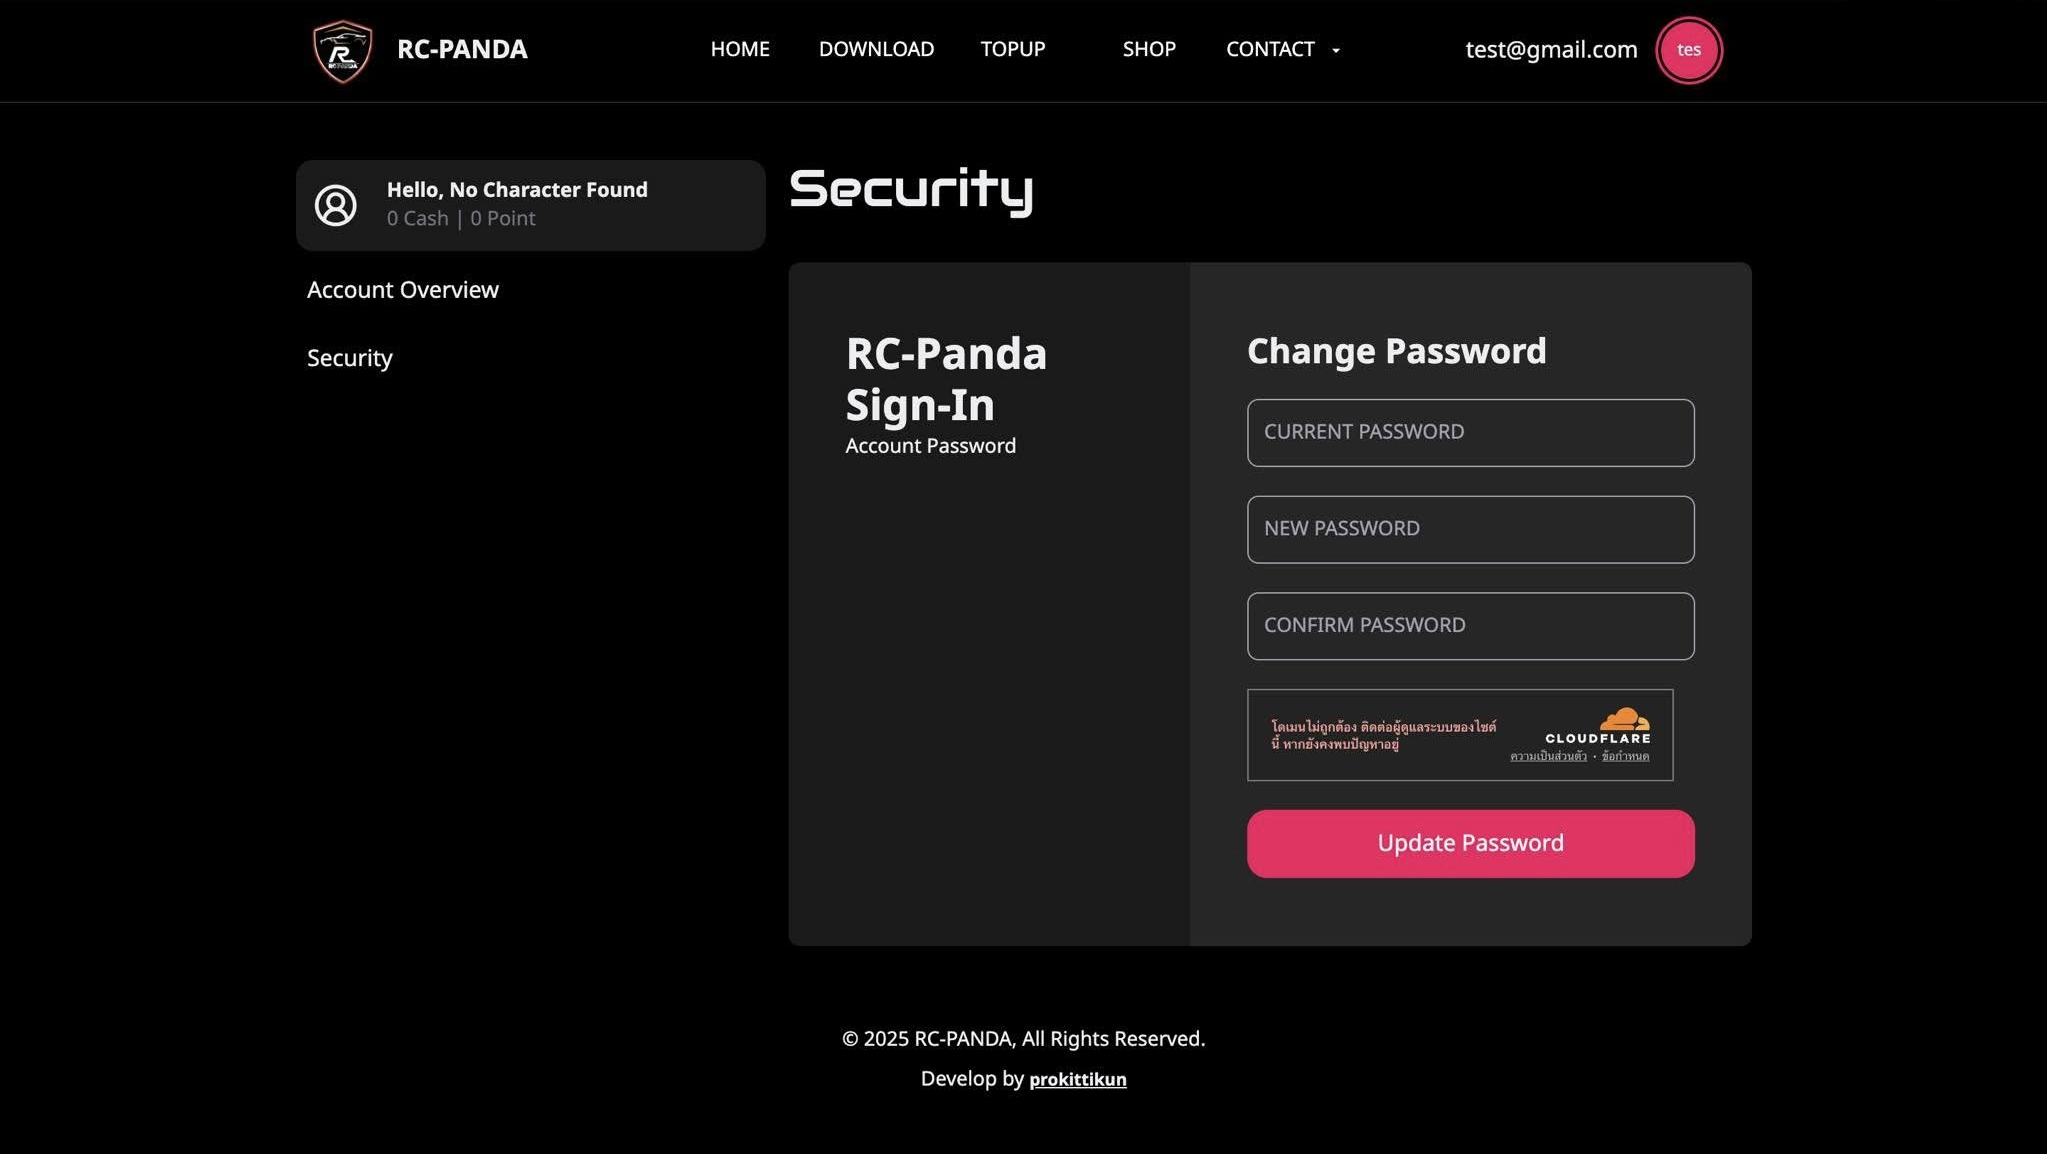 RC-PANDA
HOME
DOWNLOAD
TOPUP
SHOP
CONTACT
test@gmail.com
tes
Hello, No Character Found
0 Cash | 0 Point
Account Overview
Security
Security
RC-Panda
Sign-In
Account Password
Change Password
CURRENT PASSWORD
NEW PASSWORD
CONFIRM PASSWORD
โดเมนไม่ถูกต้อง ติดต่อผู้ดูแลระบบของไซต์
นี้ หากยังคงพบปัญหาอยู่
CLOUDFLARE
ความเป็นส่วนตัว • ข้อกำหนด
Update Password
© 2025 RC-PANDA, All Rights Reserved.
Develop by prokittikun